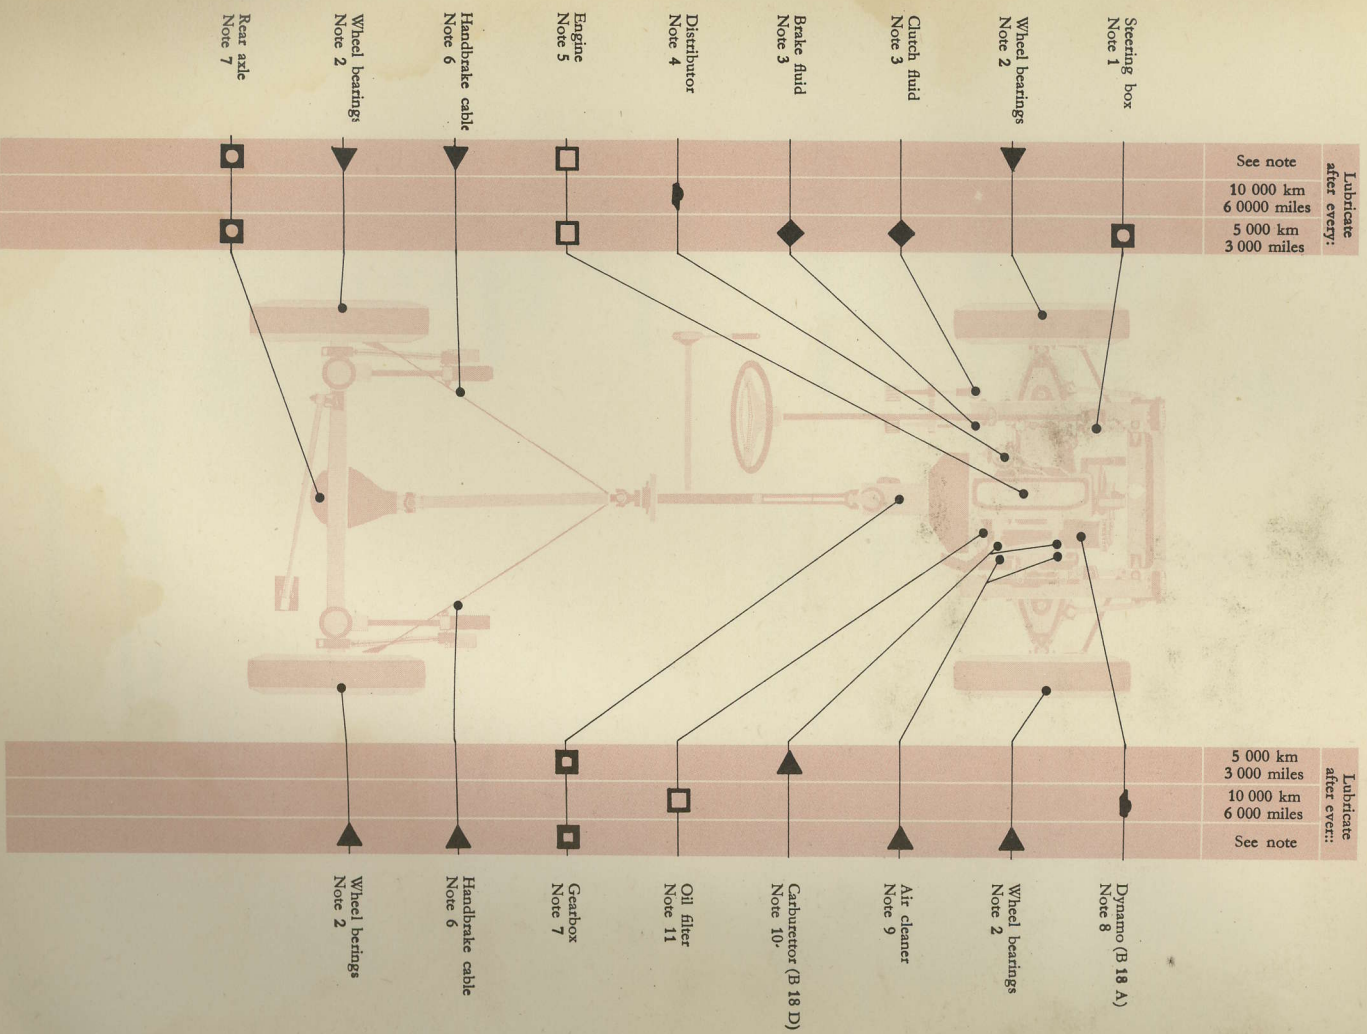 Lubricate
after every:
See note
10 000 km
6 0000 miles
5 000 km
3 000 miles
Steering box
Note 1
Wheel bearings
Note 2
Clutch fluid
Note 3
Brake fluid
Note 3
Distributor
Note 4
Engine
Note 5
Handbrake cable
Note 6
Wheel bearings
Note 2
Rear axle
Note 7
Lubricate
after ever::
5 000 km
3 000 miles
10 000 km
6 000 miles
See note
Dynamo (B 18 A)
Note 8
Wheel bearings
Note 2
Air cleaner
Note 9
Carburettor (B 18 D)
Note 10
Oil filter
Note 11
Gearbox
Note 7
Handbrake cable
Note 6
Wheel berings
Note 2